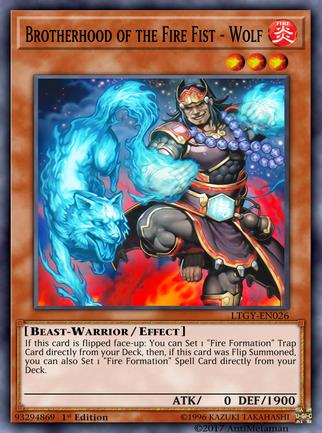 BROTHERHOOD OF THE FIRE FIST - WOLF
FIRE
炎
LTGY-EN026
[BEAST-WARRIOR / EFFECT]
If this card is flipped face-up: You can Set 1 "Fire Formation" Trap
Card directly from your Deck, then, if this card was Flip Summoned,
you can also Set 1 "Fire Formation" Spell Card directly from your
Deck.
ATK/ 0 DEF/1900
93294869 1st Edition ©1996 KAZUKI TAKAHASHI
©2017 AntiMetaman